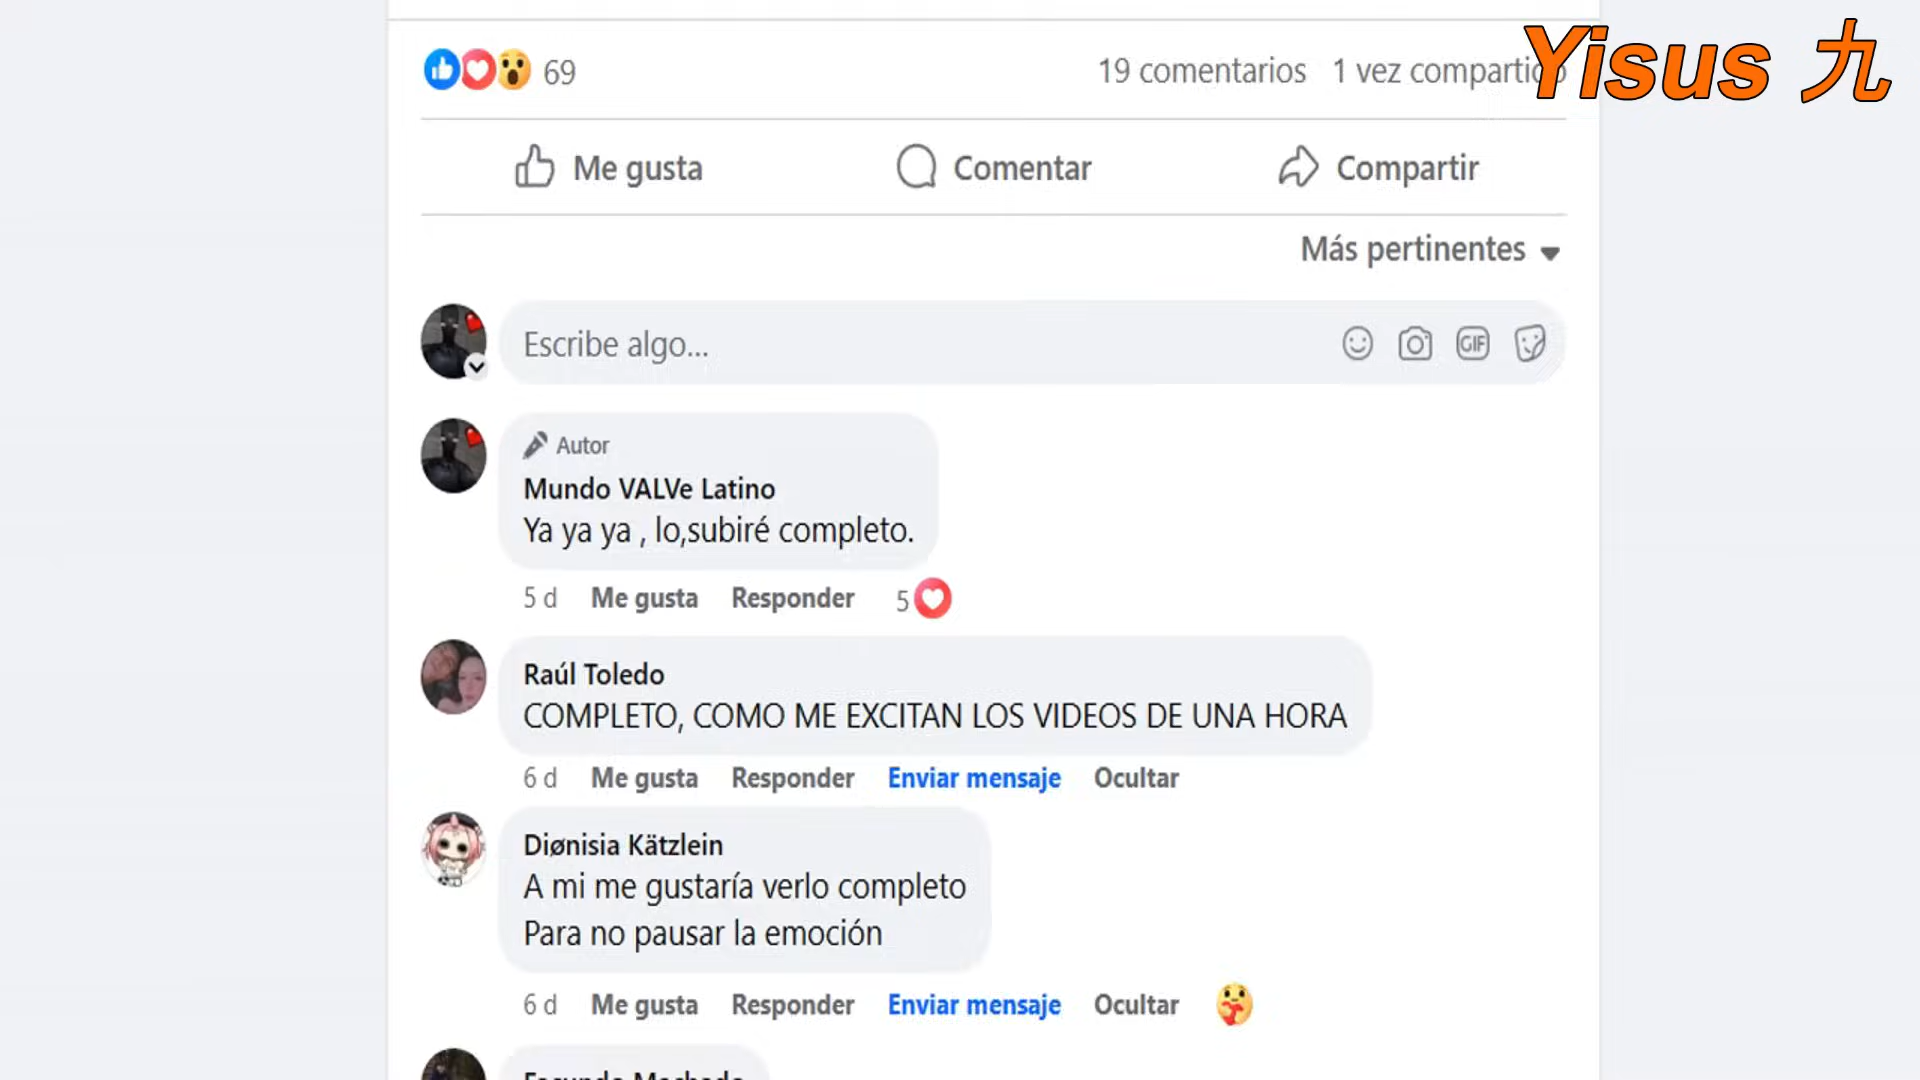 69
19 comentarios 1 vez compartido
Yisus 九
Me gusta Comentar Compartir
Más pertinentes
Escribe algo...
GIF
Autor
Mundo VALVe Latino
Ya ya ya , lo,subiré completo.
5 d Me gusta Responder 5
Raúl Toledo
COMPLETO, COMO ME EXCITAN LOS VIDEOS DE UNA HORA
6 d Me gusta Responder Enviar mensaje Ocultar
Diønisia Kätzlein
A mi me gustaría verlo completo
Para no pausar la emoción
6 d Me gusta Responder Enviar mensaje Ocultar
Facundo Machado